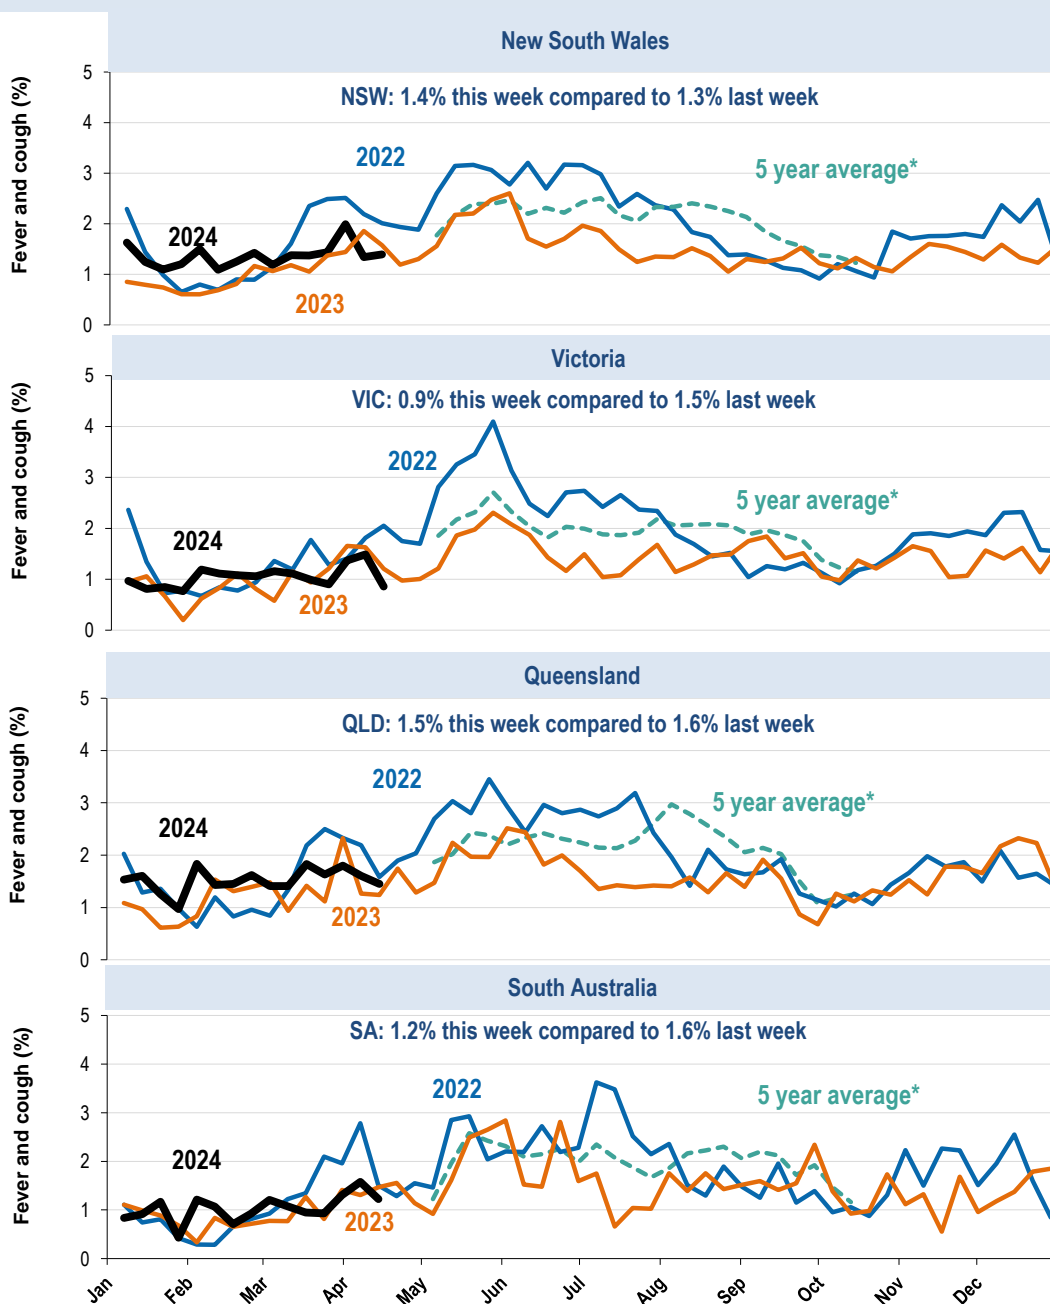 New South Wales
Fever and cough (%)
5
4
3
2
1
0
NSW: 1.4% this week compared to 1.3% last week
2022
5 year average*
2024
2023
Victoria
Fever and cough (%)
5
4
3
2
1
0
VIC: 0.9% this week compared to 1.5% last week
2022
5 year average*
2024
2023
Queensland
Fever and cough (%)
5
4
3
2
1
0
QLD: 1.5% this week compared to 1.6% last week
2022
5 year average*
2024
2023
South Australia
Fever and cough (%)
5
4
3
2
1
0
SA: 1.2% this week compared to 1.6% last week
2022
5 year average*
2024
2023
Jan Feb Mar Apr May Jun Jul Aug Sep Oct Nov Dec